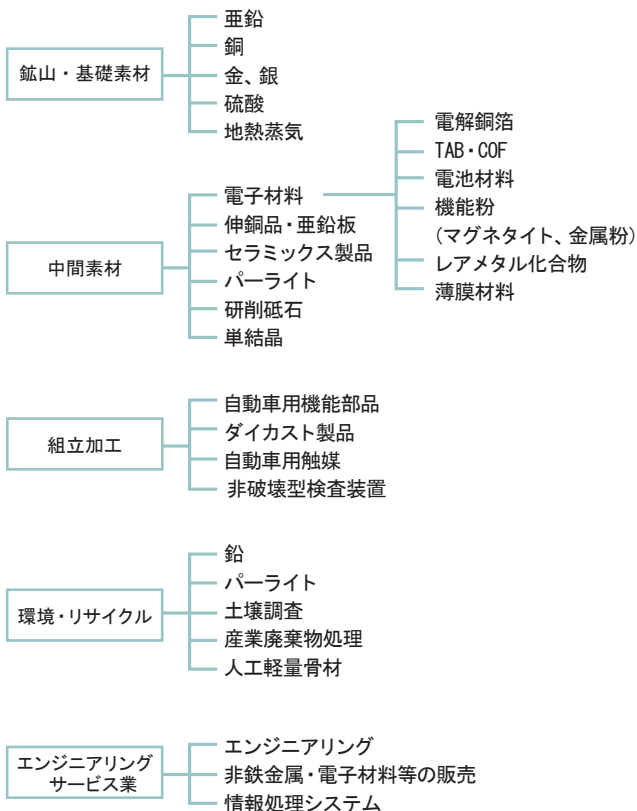 鉱山・基礎素材
亜鉛
銅
金、銀
硫酸
地熱蒸気
中間素材
電子材料
伸銅品・亜鉛板
セラミックス製品
パーライト
研削砥石
単結晶
電解銅箔
TAB・COF
電池材料
機能粉
(マグネタイト、金属粉)
レアメタル化合物
薄膜材料
組立加工
自動車用機能部品
ダイカスト製品
自動車用触媒
非破壊型検査装置
環境・リサイクル
鉛
パーライト
土壌調査
産業廃棄物処理
人工軽量骨材
エンジニアリング
サービス業
エンジニアリング
非鉄金属・電子材料等の販売
情報処理システム